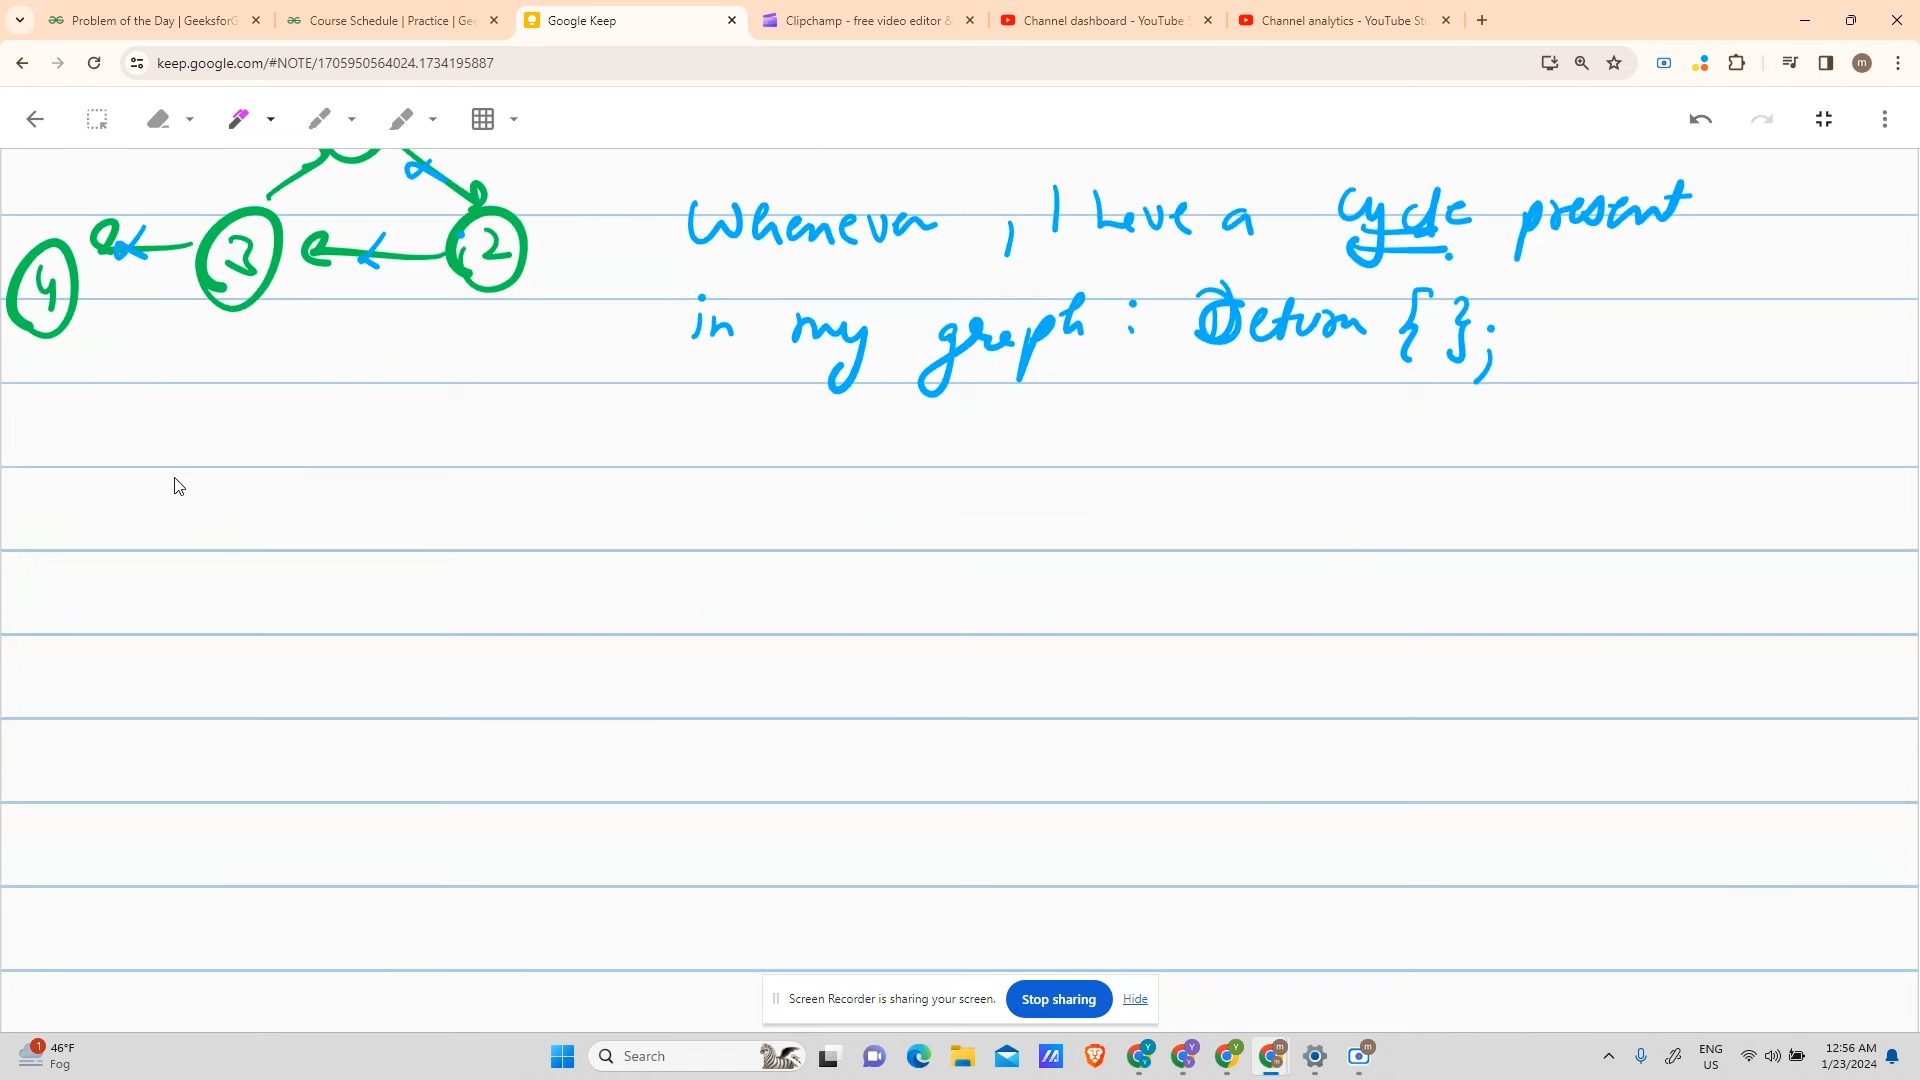 Problem of the Day | GeeksforG
Course Schedule | Practice | Gee
Google Keep
Clipchamp - free video editor &
Channel dashboard - YouTube S
Channel analytics - YouTube Stu
keep.google.com/#NOTE/1705950564024.1734195887
m
Whenever , I have a cycle present
4 3 2
in my graph : Return { };
Screen Recorder is sharing your screen.
Stop sharing
Hide
1
46°F
Fog
Search
ENG
US
12:56 AM
1/23/2024